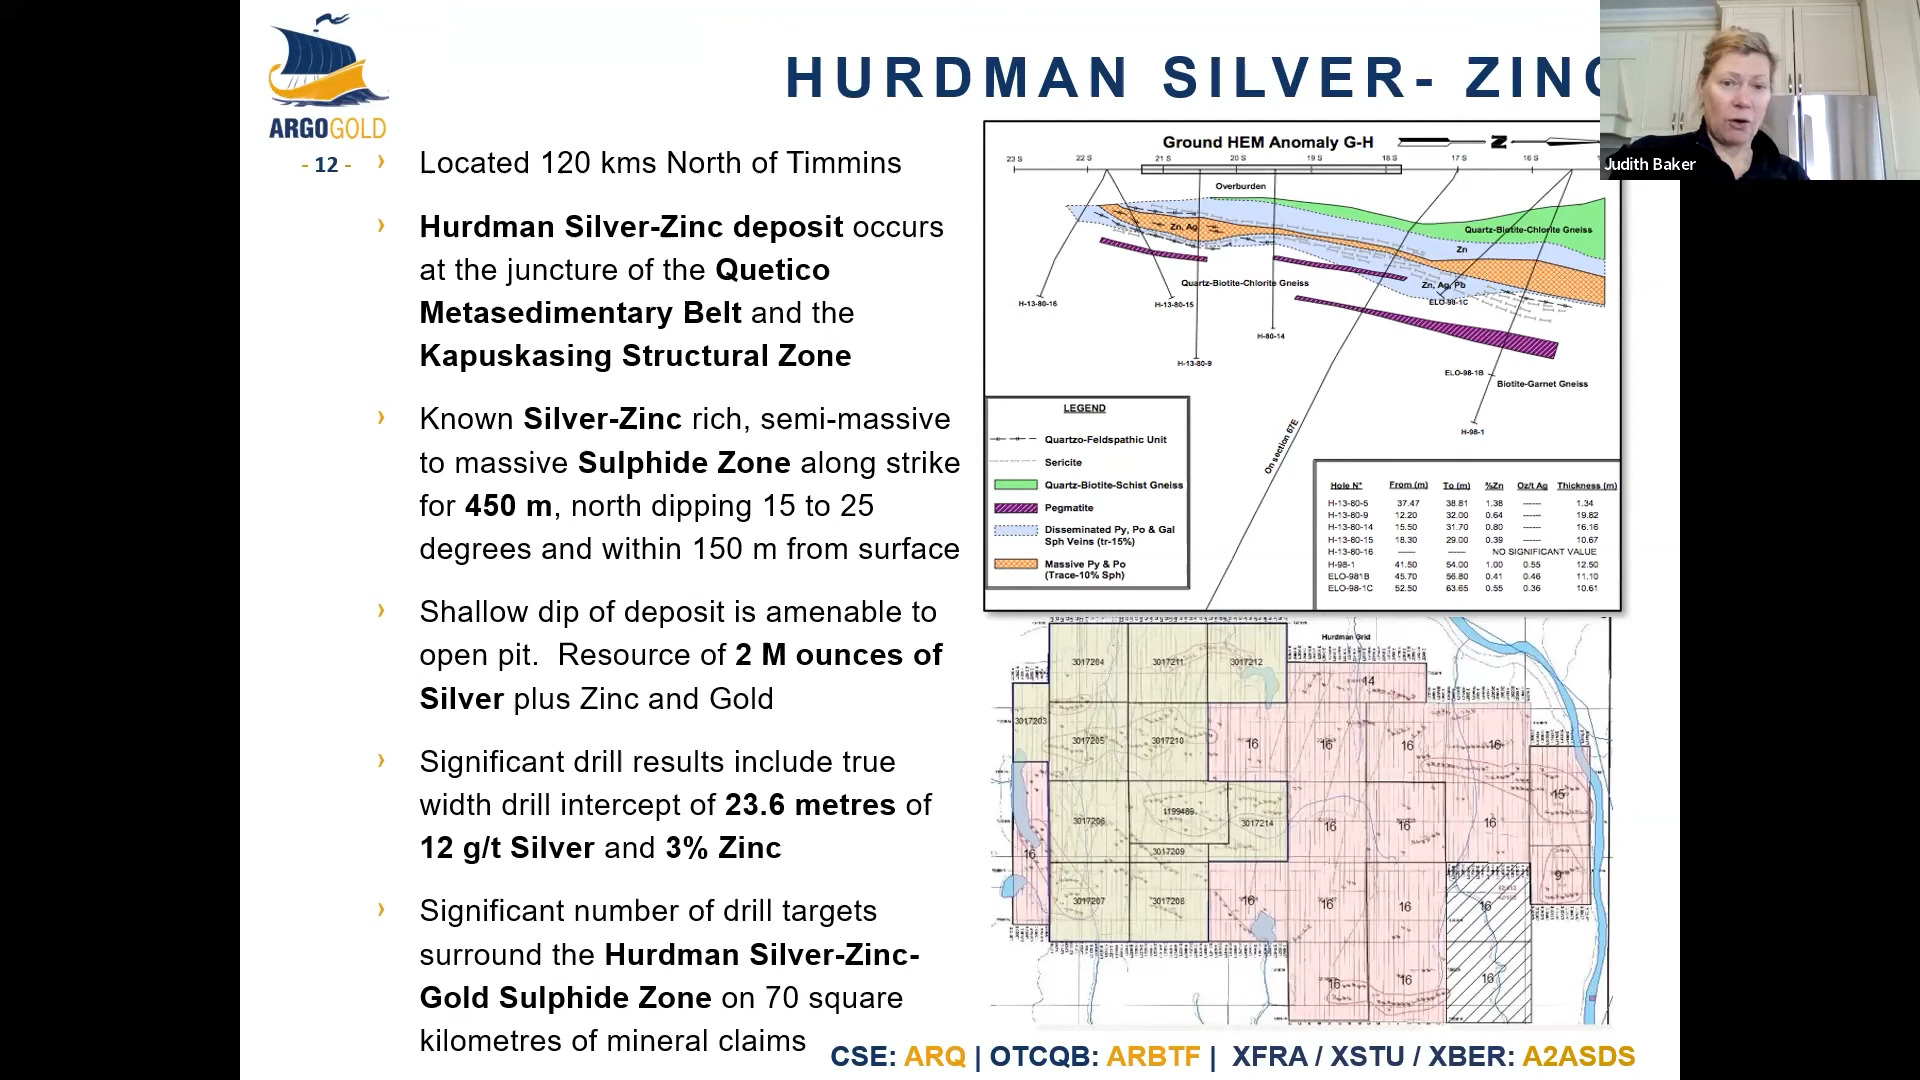 ARGOGOLD
- 12 -
HURDMAN SILVER- ZINC
› Located 120 kms North of Timmins
› Hurdman Silver-Zinc deposit occurs
at the juncture of the Quetico
Metasedimentary Belt and the
Kapuskasing Structural Zone
› Known Silver-Zinc rich, semi-massive
to massive Sulphide Zone along strike
for 450 m, north dipping 15 to 25
degrees and within 150 m from surface
› Shallow dip of deposit is amenable to
open pit. Resource of 2 M ounces of
Silver plus Zinc and Gold
› Significant drill results include true
width drill intercept of 23.6 metres of
12 g/t Silver and 3% Zinc
› Significant number of drill targets
surround the Hurdman Silver-Zinc-
Gold Sulphide Zone on 70 square
kilometres of mineral claims
Judith Baker
Ground HEM Anomaly G-H
N
23 S 22 S 21 S 20 S 19 S 18 S 17 S 16 S
Overburden
Zn, Ag
Quartz-Biotite-Chlorite Gneiss
Zn
Quartz-Biotite-Chlorite Gneiss
Zn, Ag, Pb
ELO-98-1C
H-13-80-16
H-13-80-15
H-80-14
H-13-80-9
ELO-98-1B
Biotite-Garnet Gneiss
H-98-1
On section 67E
LEGEND
Quartzo-Feldspathic Unit
Sericite
Quartz-Biotite-Schist Gneiss
Pegmatite
Disseminated Py, Po & Gal
Sph Veins (tr-15%)
Massive Py & Po
(Trace-10% Sph)
Hole N° From (m) To (m) %Zn Oz/t Ag Thickness (m)
H-13-80-5 37.47 38.81 1.38 ------ 1.34
H-13-80-9 12.20 32.00 0.64 ------ 19.82
H-13-80-14 15.50 31.70 0.80 ------ 16.16
H-13-80-15 18.30 29.00 0.39 ------ 10.67
H-13-80-16 ------ ------ NO SIGNIFICANT VALUE
H-98-1 41.50 54.00 1.00 0.55 12.50
ELO-981B 45.70 56.80 0.41 0.46 11.10
ELO-98-1C 52.50 63.65 0.55 0.36 10.61
Hurdman Grid
3017204 3017211 3017212
14
3017203
3017205 3017210 16 16 16 16
15
3017206 1199489 3017214 16 16 16
3017209
16
9
3017207 3017208 16 16 16 16
16 16 16
CSE: ARQ | OTCQB: ARBTF | XFRA / XSTU / XBER: A2ASDS